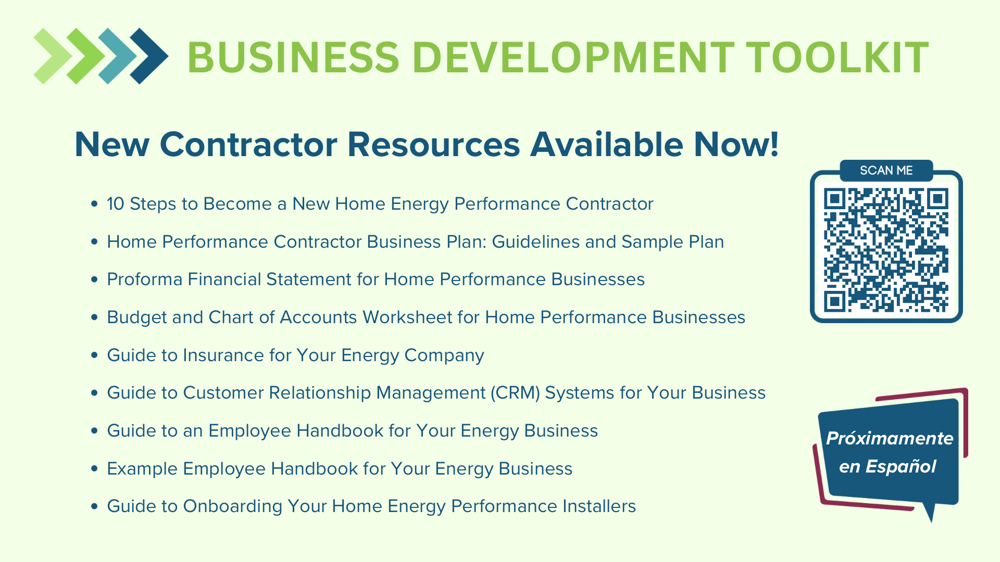 BUSINESS DEVELOPMENT TOOLKIT
New Contractor Resources Available Now!
SCAN ME
• 10 Steps to Become a New Home Energy Performance Contractor
• Home Performance Contractor Business Plan: Guidelines and Sample Plan
• Proforma Financial Statement for Home Performance Businesses
• Budget and Chart of Accounts Worksheet for Home Performance Businesses
• Guide to Insurance for Your Energy Company
• Guide to Customer Relationship Management (CRM) Systems for Your Business
• Guide to an Employee Handbook for Your Energy Business
• Example Employee Handbook for Your Energy Business
• Guide to Onboarding Your Home Energy Performance Installers
Próximamente
en Español